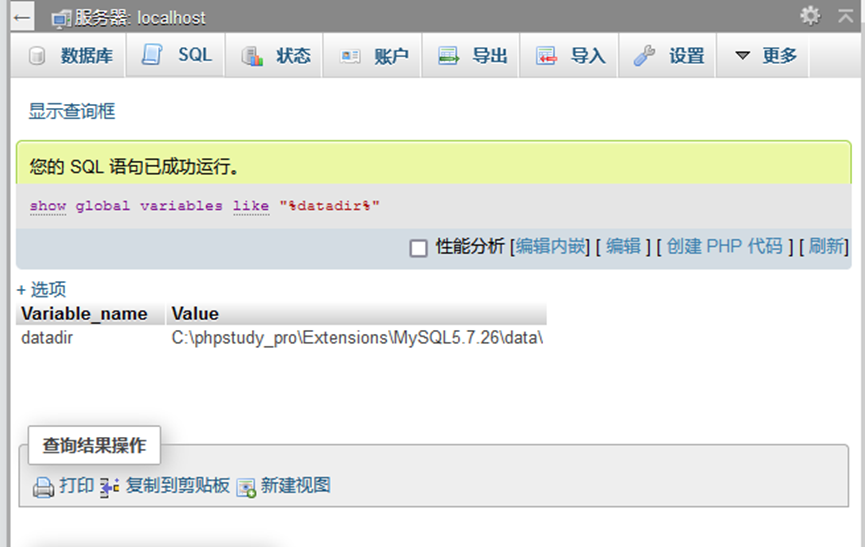 服务器: localhost
数据库 SQL 状态 账户 导出 导入 设置 更多
显示查询框
您的 SQL 语句已成功运行。
show global variables like "%datadir%"
性能分析 [编辑内嵌] [ 编辑 ] [ 创建 PHP 代码 ] [ 刷新]
+ 选项
Variable_name Value
datadir C:\phpstudy_pro\Extensions\MySQL5.7.26\data\
查询结果操作
打印 复制到剪贴板 新建视图